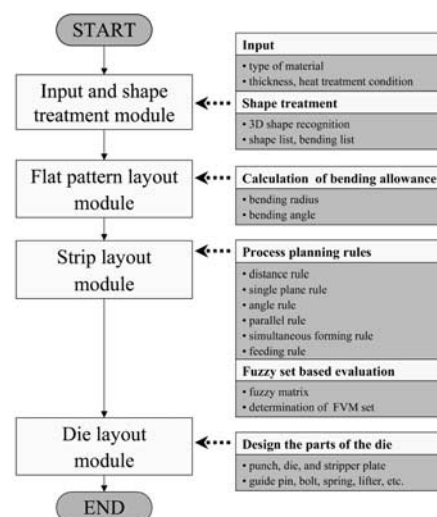 START
Input and shape
treatment module
Flat pattern layout
module
Strip layout
module
Die layout
module
END
Input
• type of material
• thickness, heat treatment condition
Shape treatment
• 3D shape recognition
• shape list, bending list
Calculation of bending allowance
• bending radius
• bending angle
Process planning rules
• distance rule
• single plane rule
• angle rule
• parallel rule
• simultaneous forming rule
• feeding rule
Fuzzy set based evaluation
• fuzzy matrix
• determination of FVM set
Design the parts of the die
• punch, die, and stripper plate
• guide pin, bolt, spring, lifter, etc.